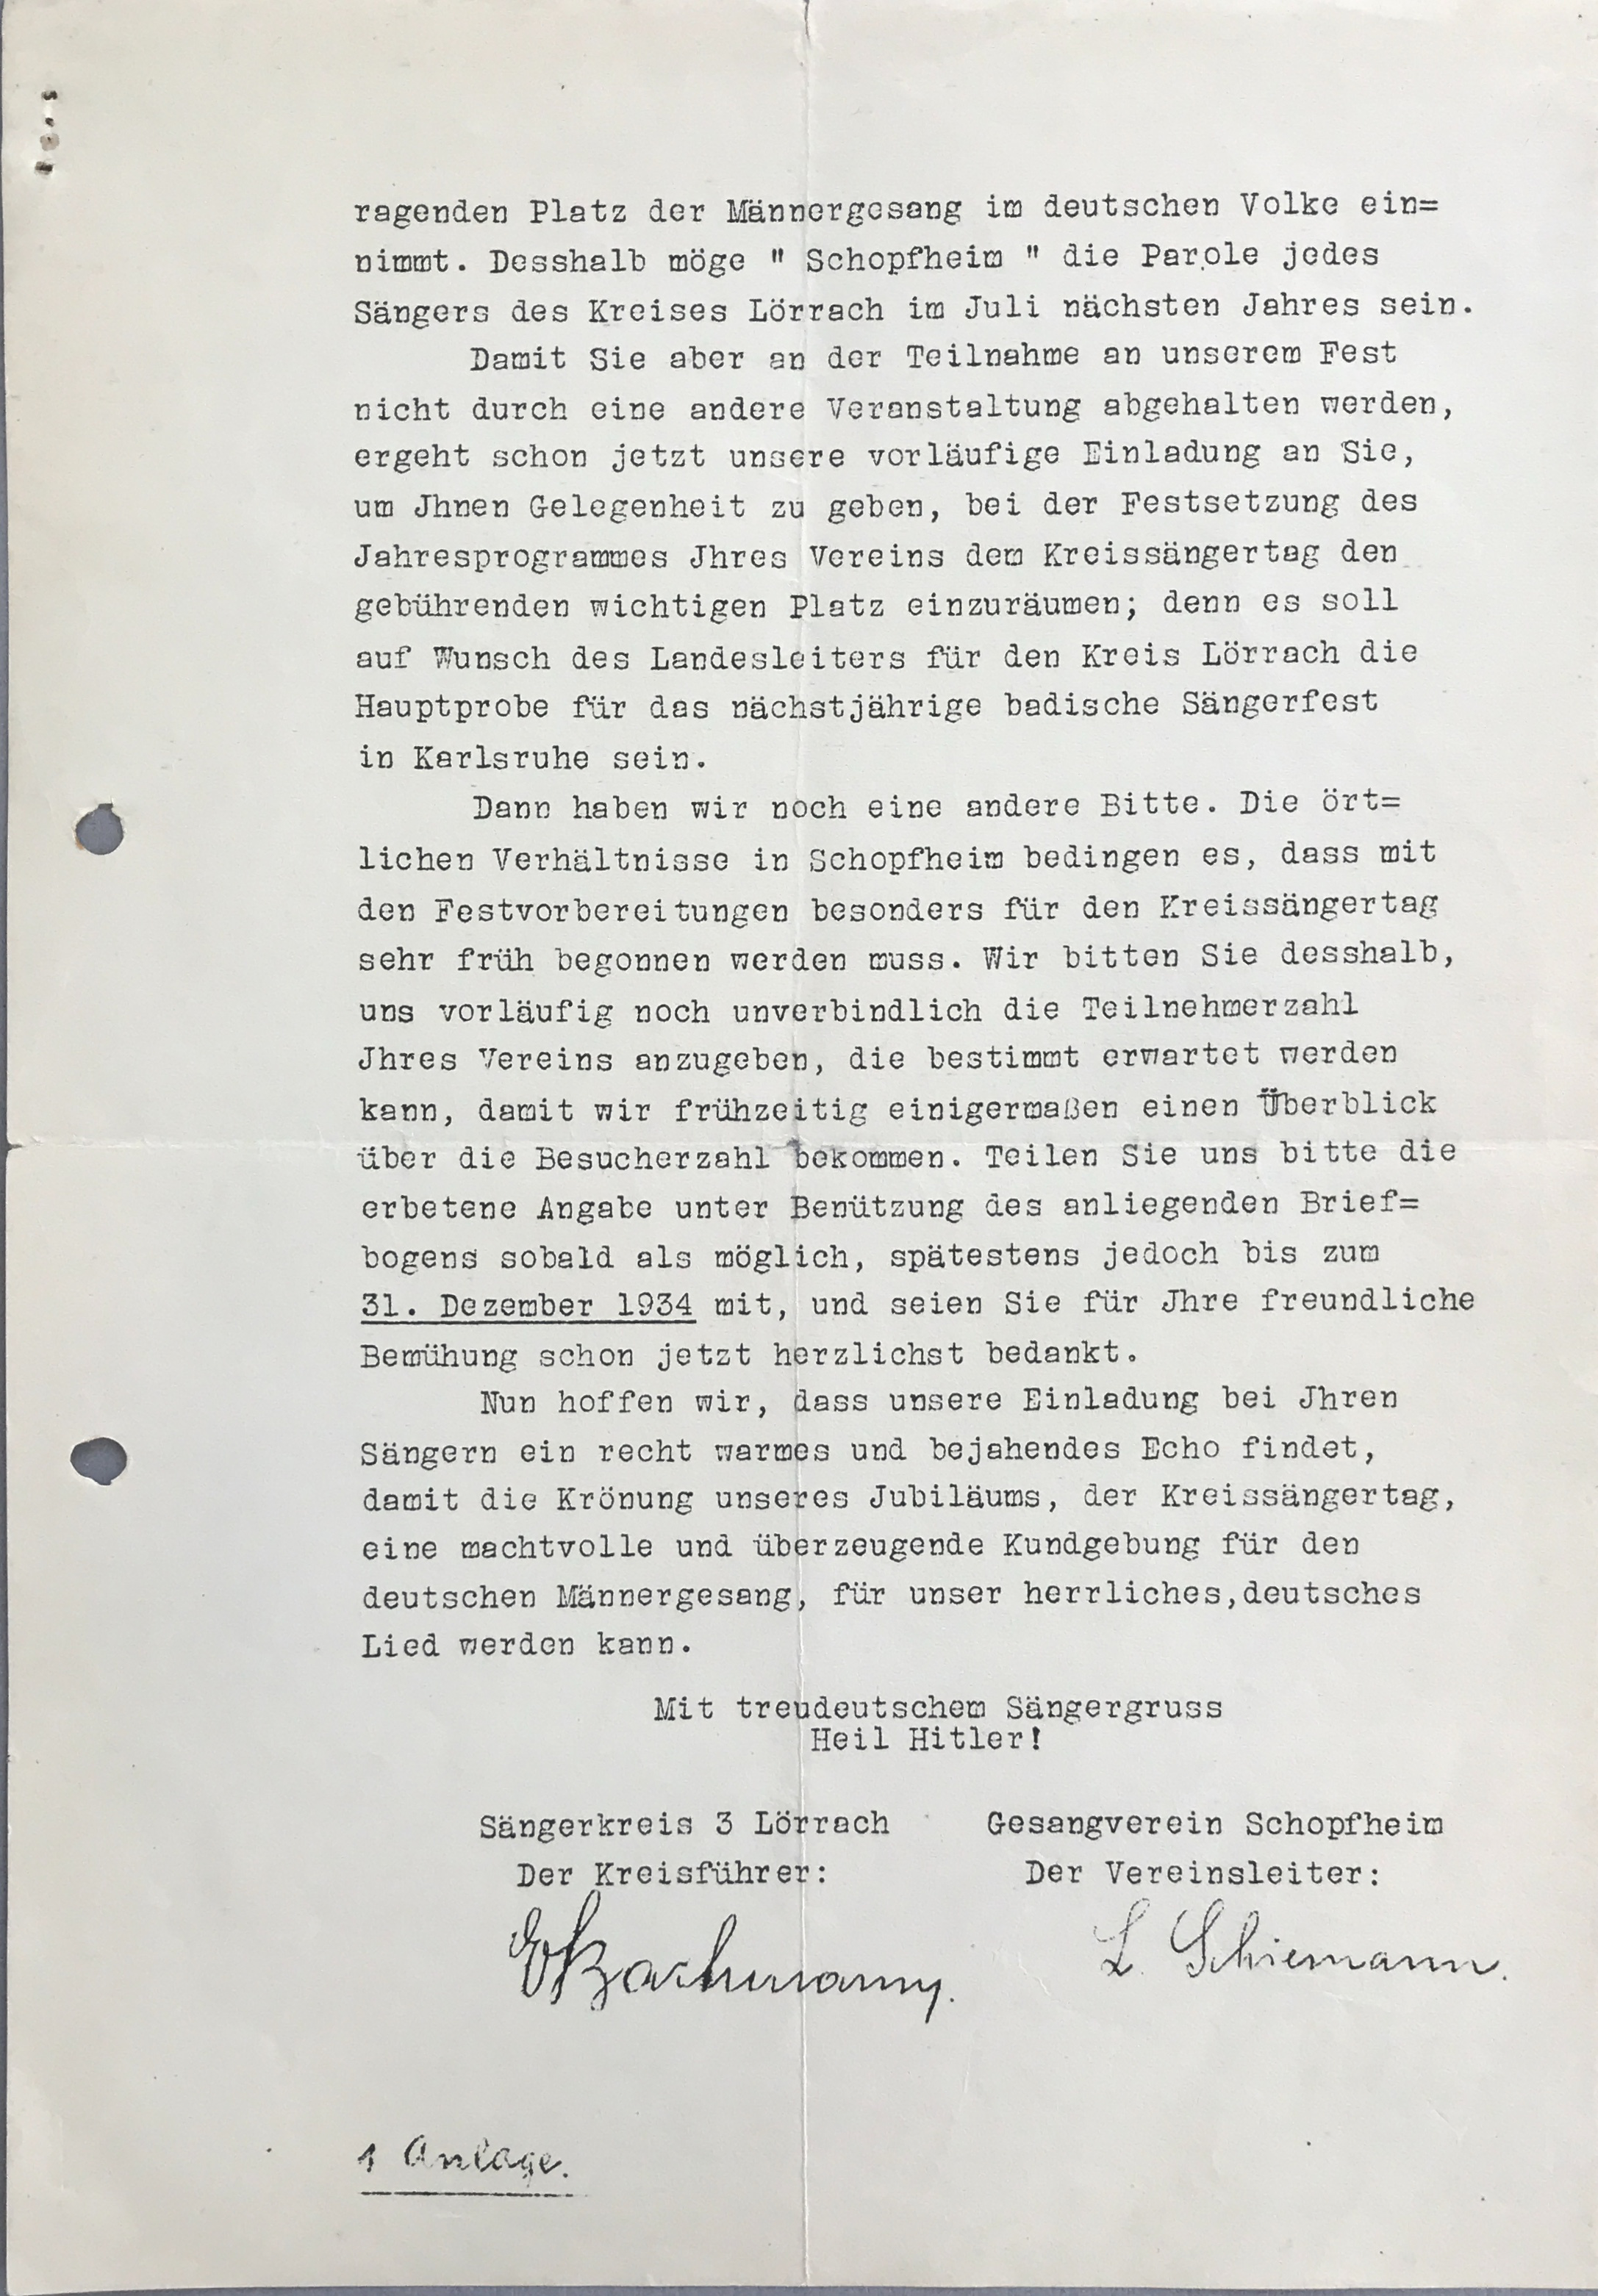 ragenden Platz der Männergesang im deutschen Volke ein=
nimmt. Desshalb möge " Schopfheim " die Parole jedes
Sängers des Kreises Lörrach im Juli nächsten Jahres sein.
Damit Sie aber an der Teilnahme an unserem Fest
nicht durch eine andere Veranstaltung abgehalten werden,
ergeht schon jetzt unsere vorläufige Einladung an Sie,
um Jhnen Gelegenheit zu geben, bei der Festsetzung des
Jahresprogrammes Jhres Vereins dem Kreissängertag den
gebührenden wichtigen Platz einzuräumen; denn es soll
auf Wunsch des Landesleiters für den Kreis Lörrach die
Hauptprobe für das nächstjährige badische Sängerfest
in Karlsruhe sein.
Dann haben wir noch eine andere Bitte. Die ört=
lichen Verhältnisse in Schopfheim bedingen es, dass mit
den Festvorbereitungen besonders für den Kreissängertag
sehr früh begonnen werden muss. Wir bitten Sie desshalb,
uns vorläufig noch unverbindlich die Teilnehmerzahl
Jhres Vereins anzugeben, die bestimmt erwartet werden
kann, damit wir frühzeitig einigermaßen einen Überblick
über die Besucherzahl bekommen. Teilen Sie uns bitte die
erbetene Angabe unter Benützung des anliegenden Brief=
bogens sobald als möglich, spätestens jedoch bis zum
31. Dezember 1934 mit, und seien Sie für Jhre freundliche
Bemühung schon jetzt herzlichst bedankt.
Nun hoffen wir, dass unsere Einladung bei Jhren
Sängern ein recht warmes und bejahendes Echo findet,
damit die Krönung unseres Jubiläums, der Kreissängertag,
eine machtvolle und überzeugende Kundgebung für den
deutschen Männergesang, für unser herrliches,deutsches
Lied werden kann.
Mit treudeutschem Sängergruss
Heil Hitler!
Sängerkreis 3 Lörrach Gesangverein Schopfheim
Der Kreisführer: Der Vereinsleiter:
Bachmann. L. Schiemann.
1 Anlage.